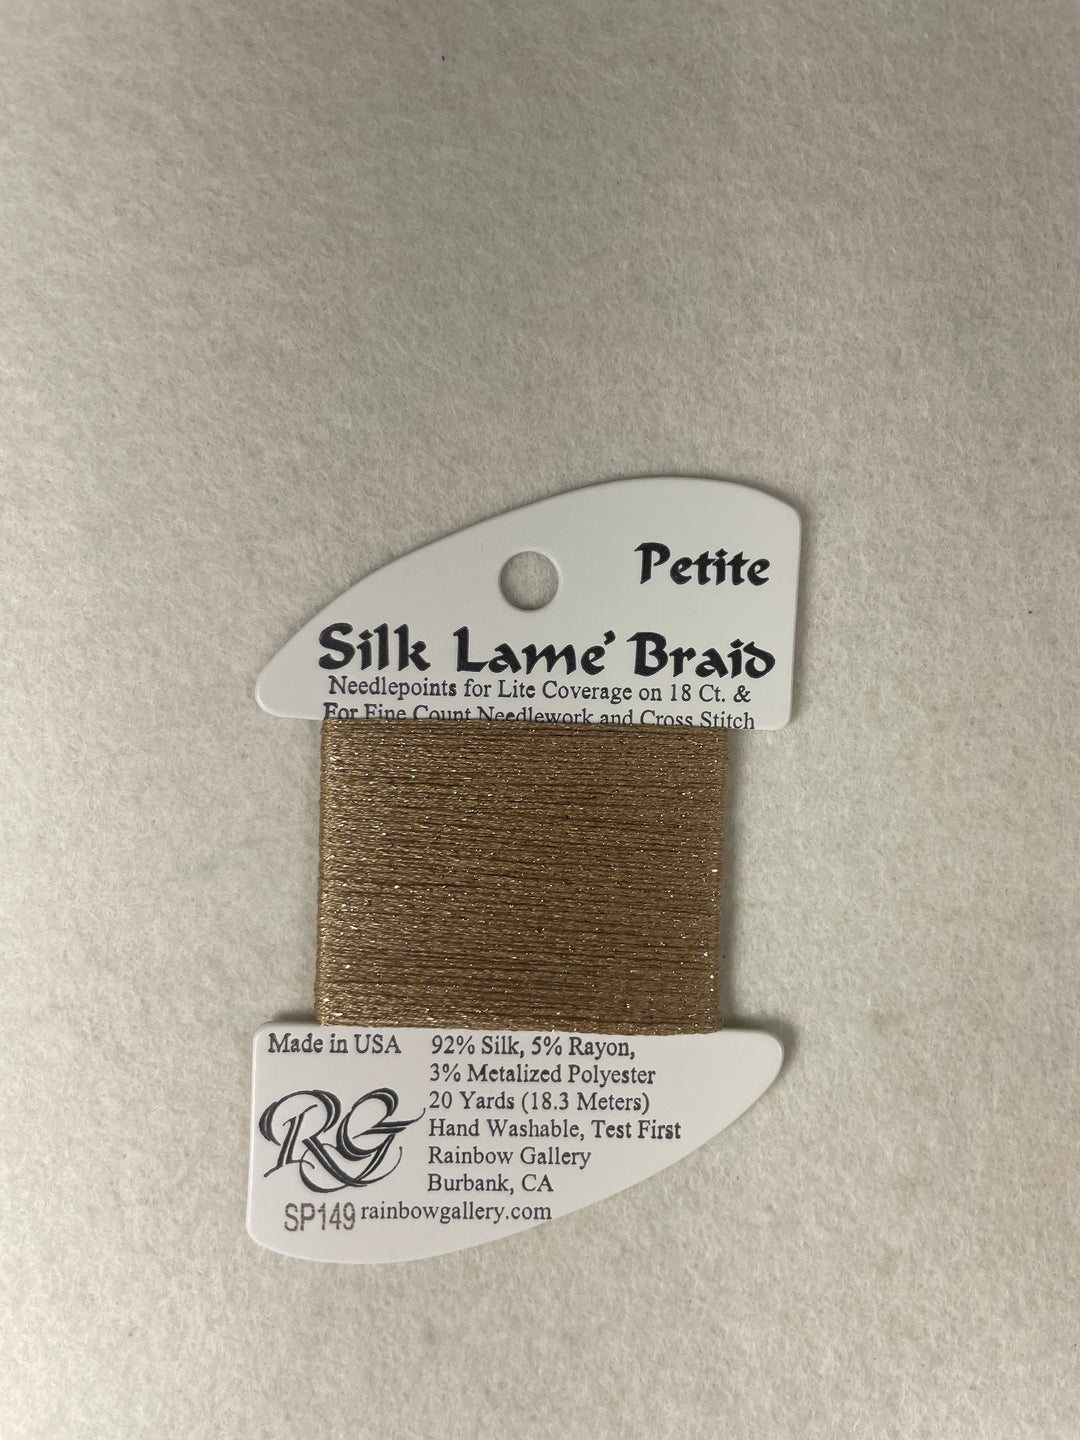 Petite
Silk Lame' Braid
Needlepoints for Lite Coverage on 18 Ct. &
For Fine Count Needlework and Cross Stitch
Made in USA
92% Silk, 5% Rayon,
3% Metalized Polyester
20 Yards (18.3 Meters)
Hand Washable, Test First
Rainbow Gallery
Burbank, CA
RG
SP149 rainbowgallery.com